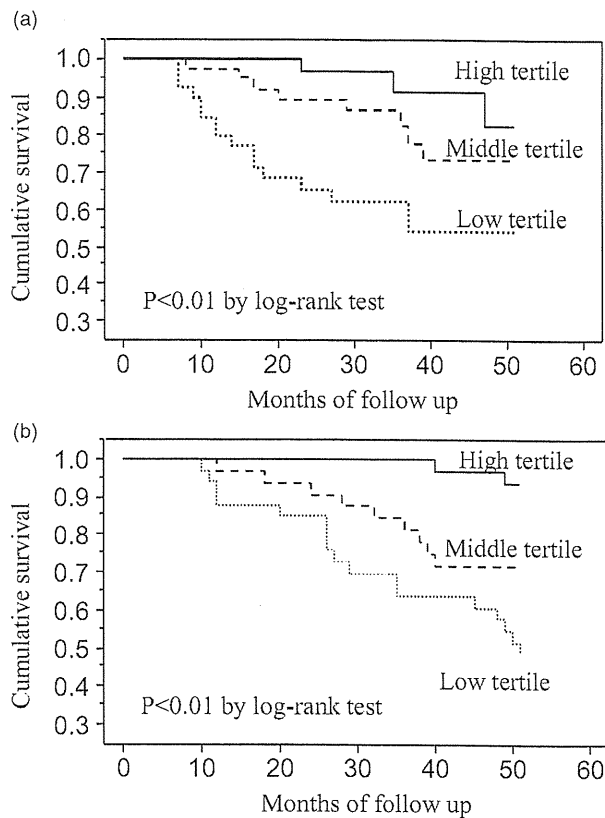 (a)
Cumulative survival
1.0
0.9
0.8
0.7
0.6
0.5
0.4
0.3
High tertile
Middle tertile
Low tertile
P<0.01 by log-rank test
0 10 20 30 40 50 60
Months of follow up
(b)
Cumulative survival
1.0
0.9
0.8
0.7
0.6
0.5
0.4
0.3
High tertile
Middle tertile
Low tertile
P<0.01 by log-rank test
0 10 20 30 40 50 60
Months of follow up